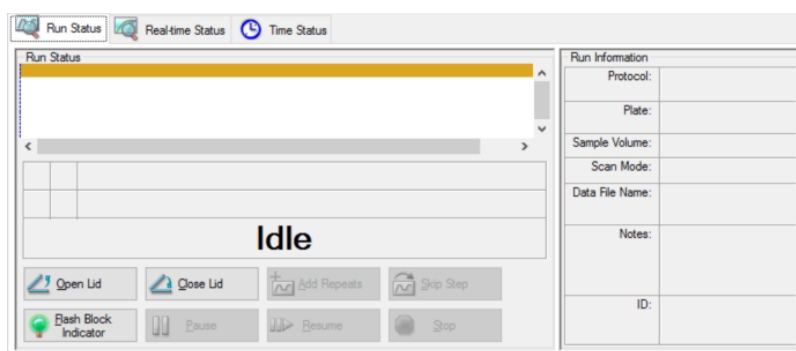 Run Status Real-time Status Time Status
Run Status
Idle
Open Lid Close Lid Add Repeats Skip Step
Flash Block
Indicator
Pause Resume Stop
Run Information
Protocol:
Plate:
Sample Volume:
Scan Mode:
Data File Name:
Notes:
ID: